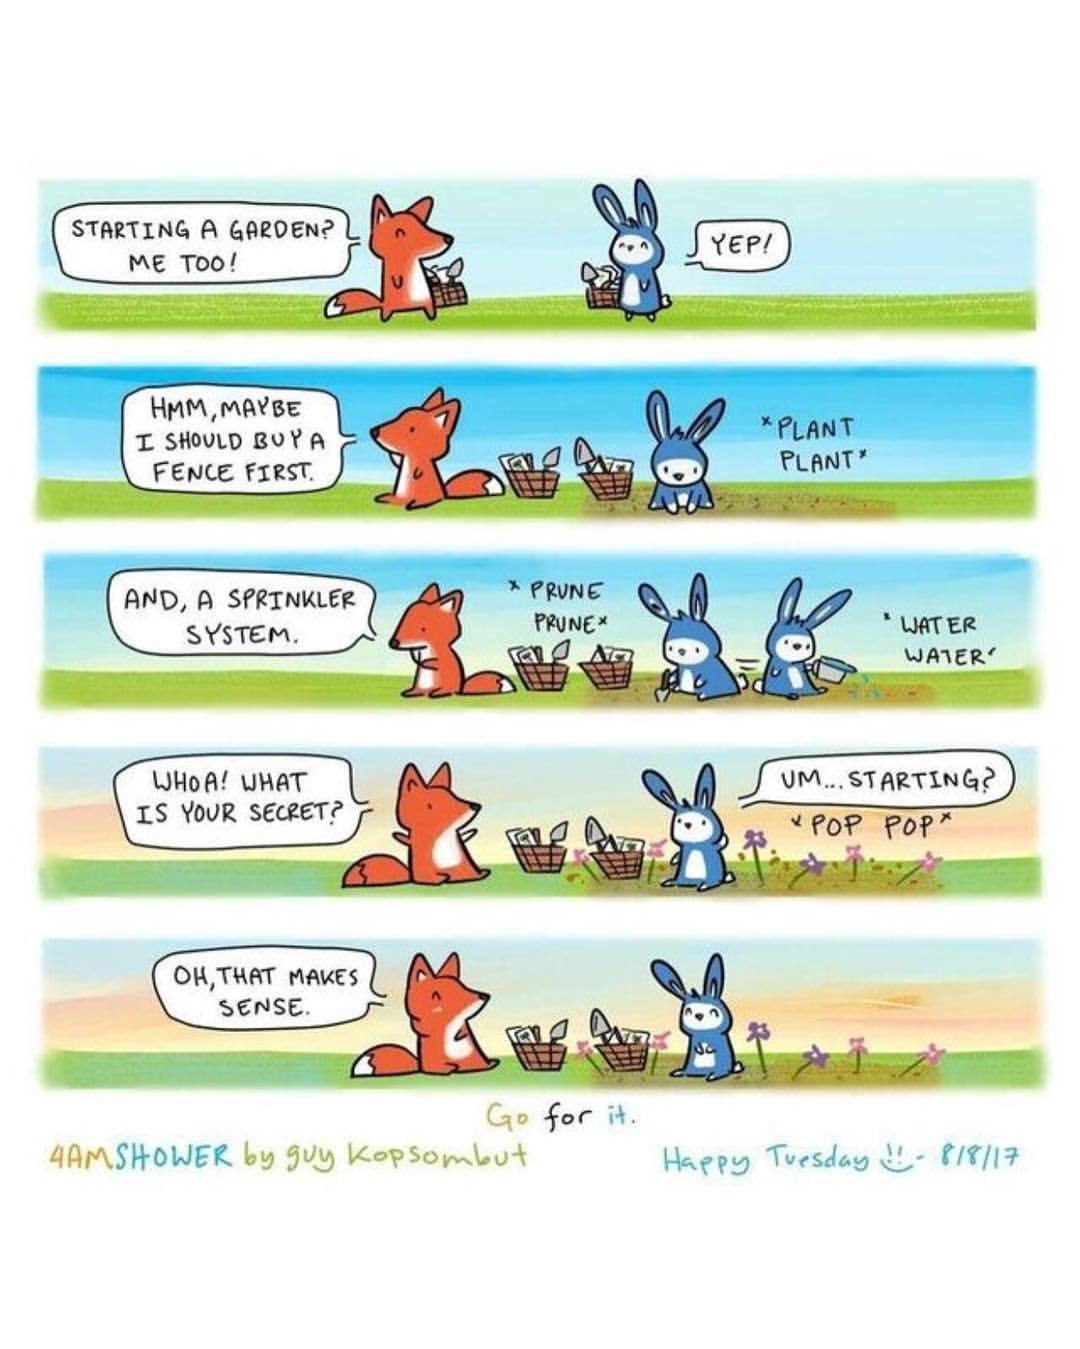 STARTING A GARDEN?
ME TOO!
YEP!
HMM, MAYBE
I SHOULD BUY A
FENCE FIRST.
*PLANT
PLANT*
AND, A SPRINKLER
SYSTEM.
* PRUNE
PRUNE*
* WATER
WATER*
WHOA! WHAT
IS YOUR SECRET?
UM... STARTING?
*POP POP*
OH, THAT MAKES
SENSE.
Go for it.
4AMSHOWER by guy kopsombut
Happy Tuesday!! - 8/8/17